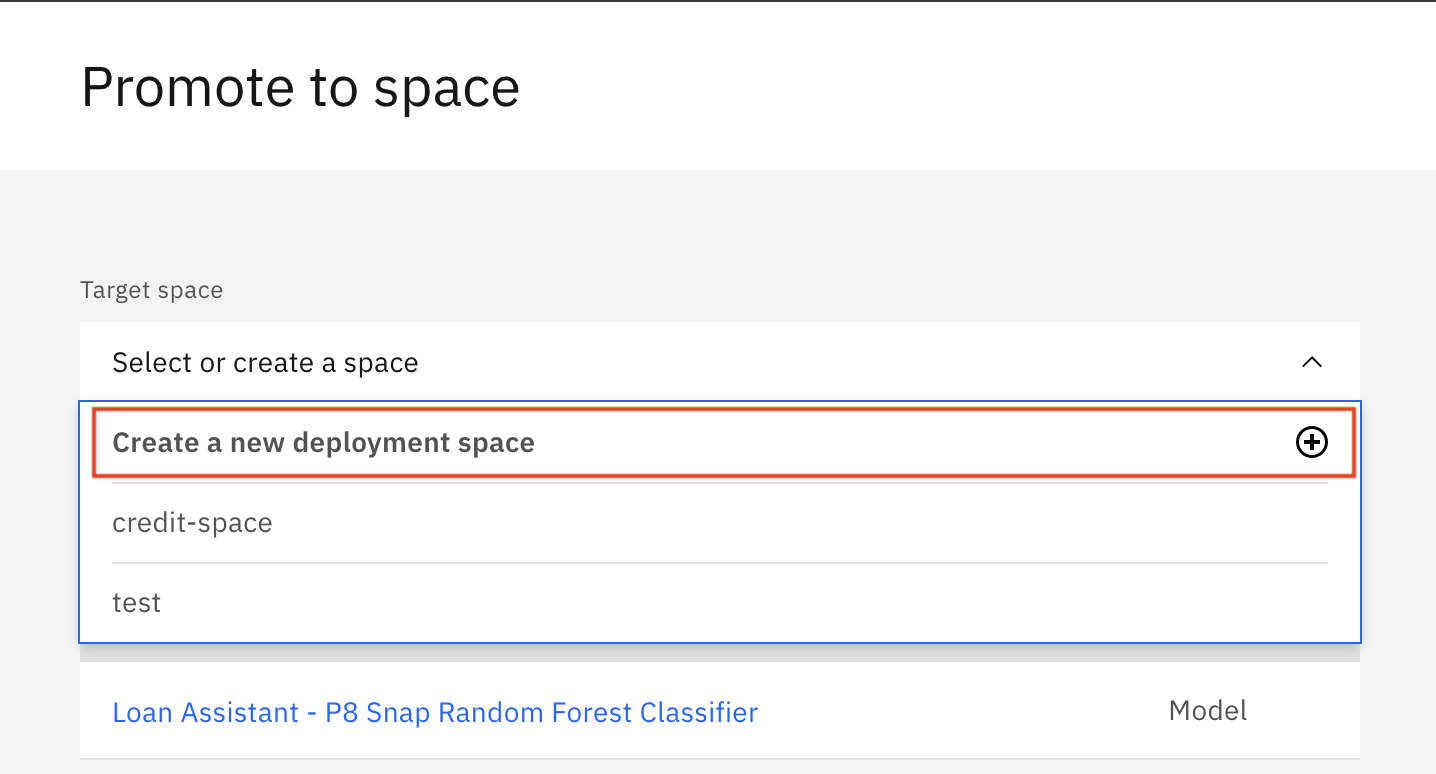 Promote to space
Target space
Select or create a space
Create a new deployment space
credit-space
test
Loan Assistant - P8 Snap Random Forest Classifier Model